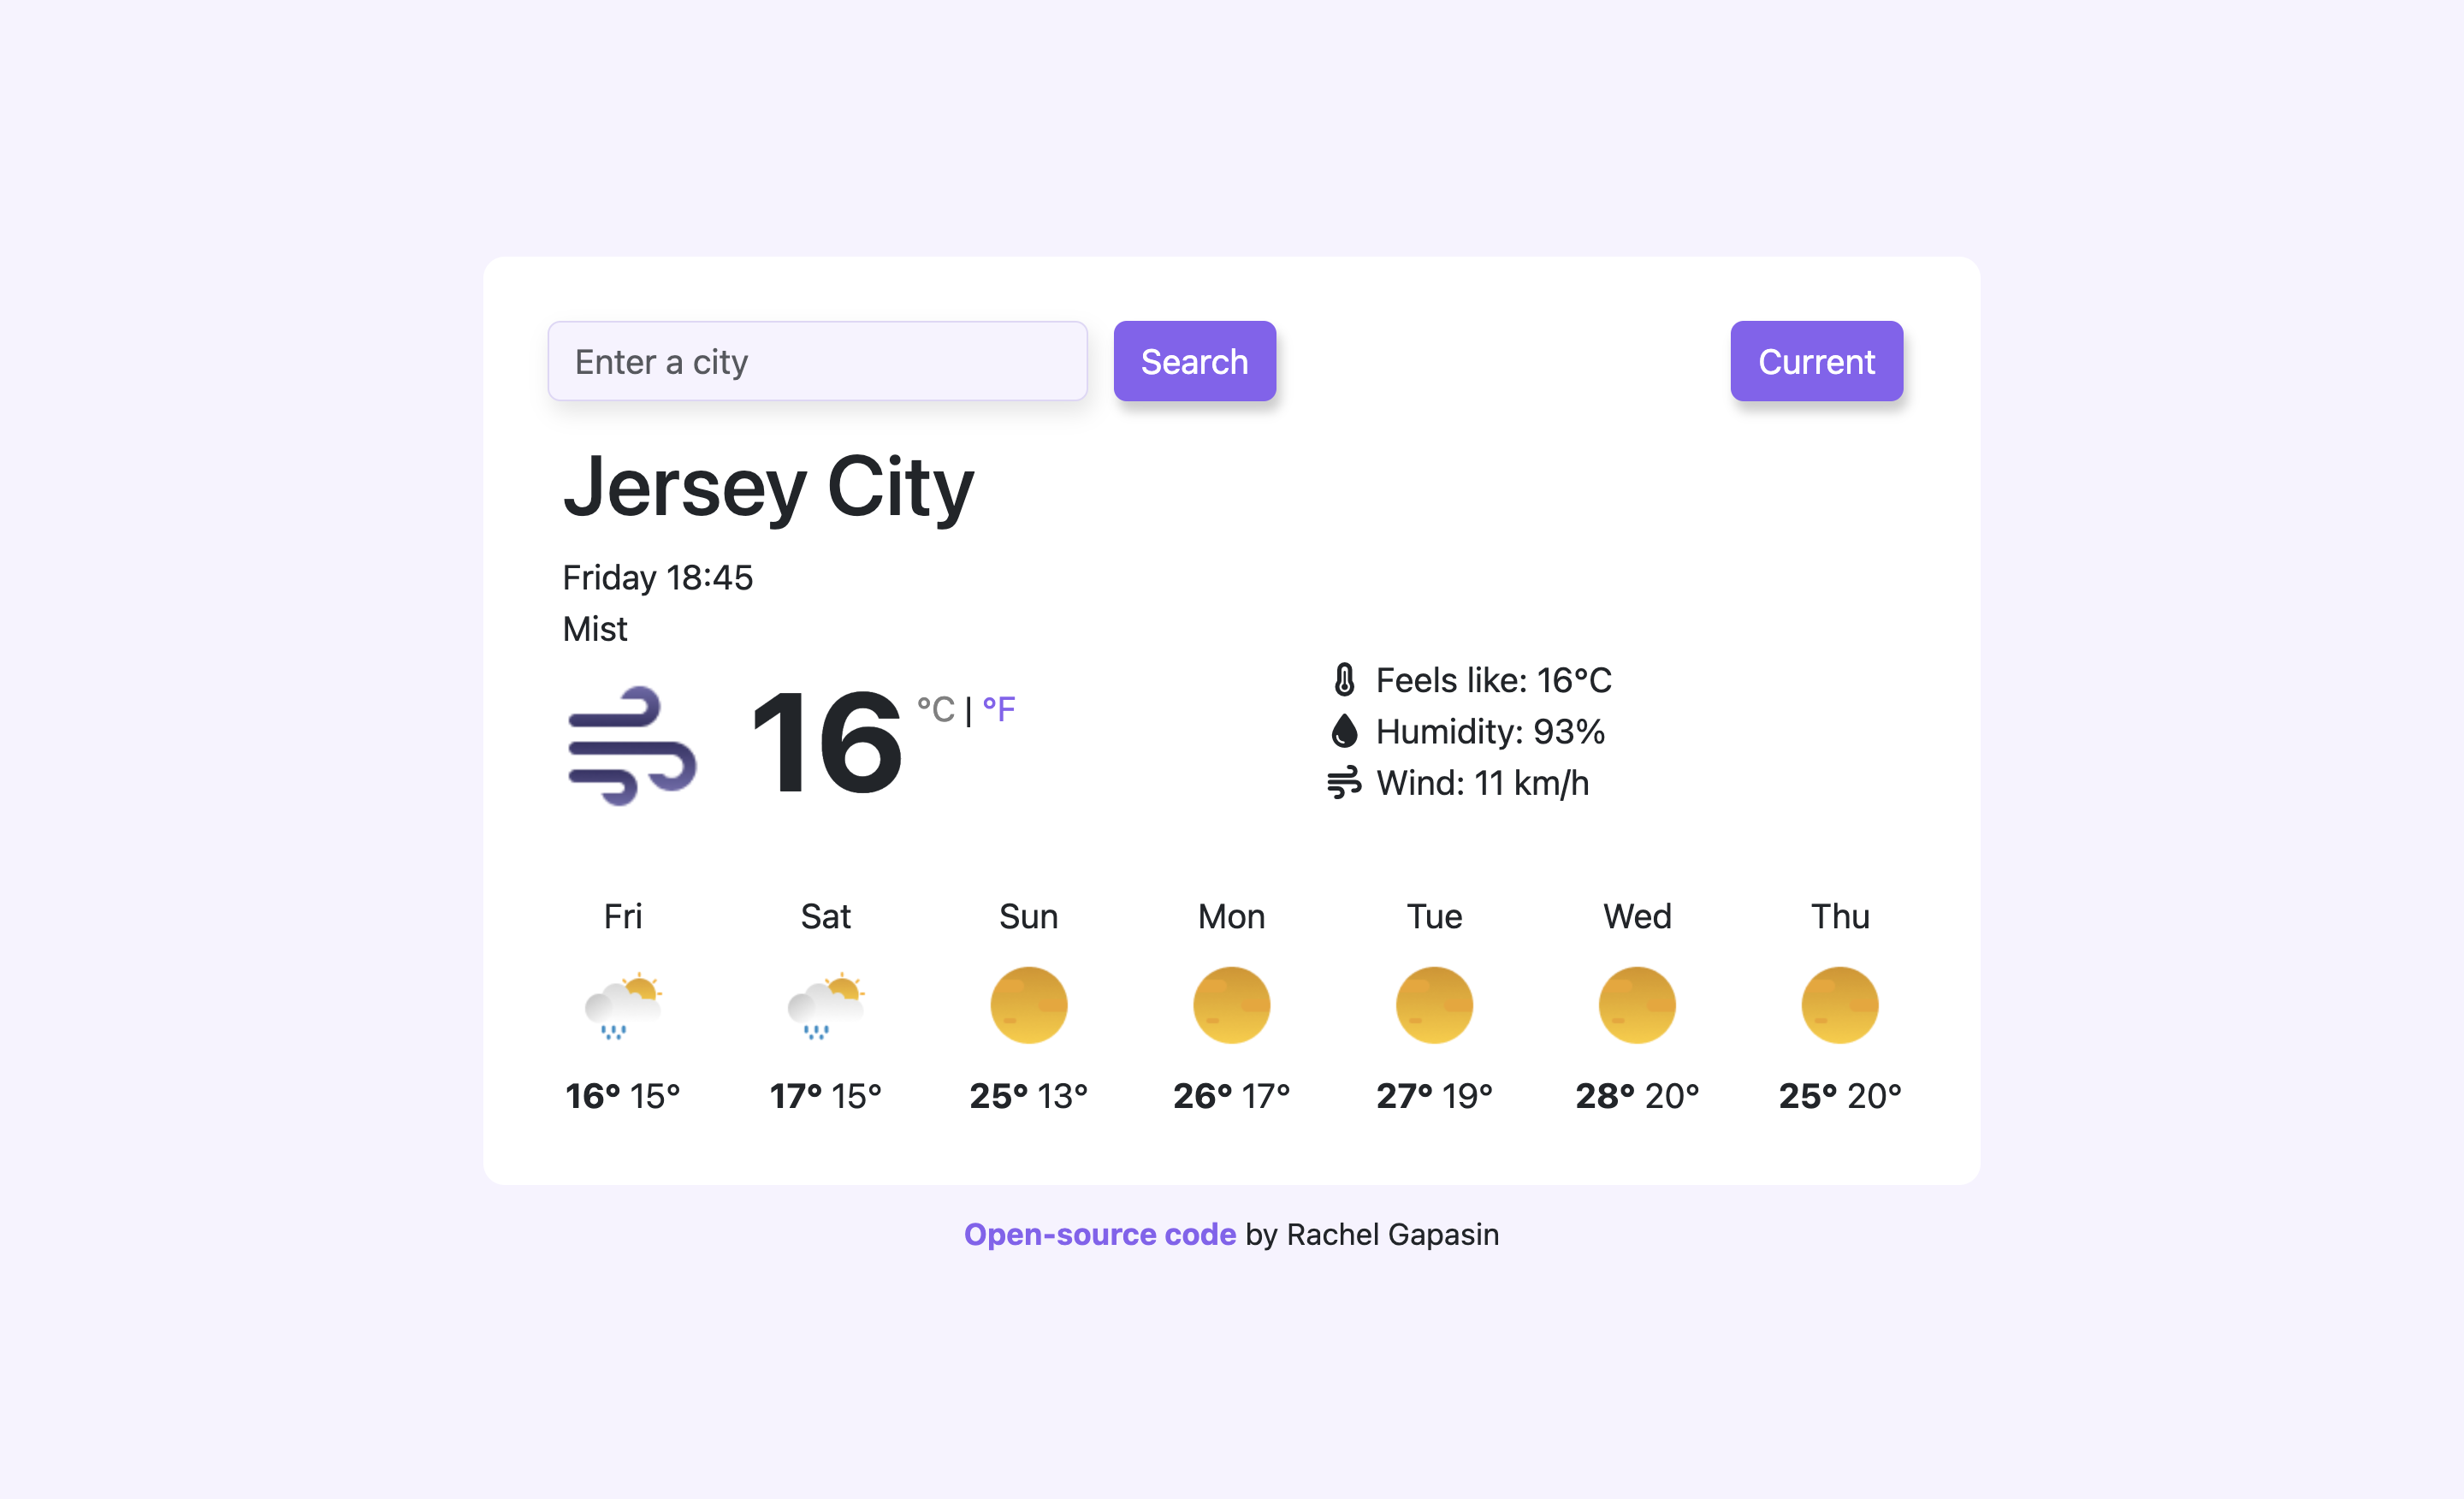 Enter a city
Search
Current
Jersey City
Friday 18:45
Mist
16 °C | °F
Feels like: 16°C
Humidity: 93%
Wind: 11 km/h
Fri Sat Sun Mon Tue Wed Thu
16° 15° 17° 15° 25° 13° 26° 17° 27° 19° 28° 20° 25° 20°
Open-source code by Rachel Gapasin